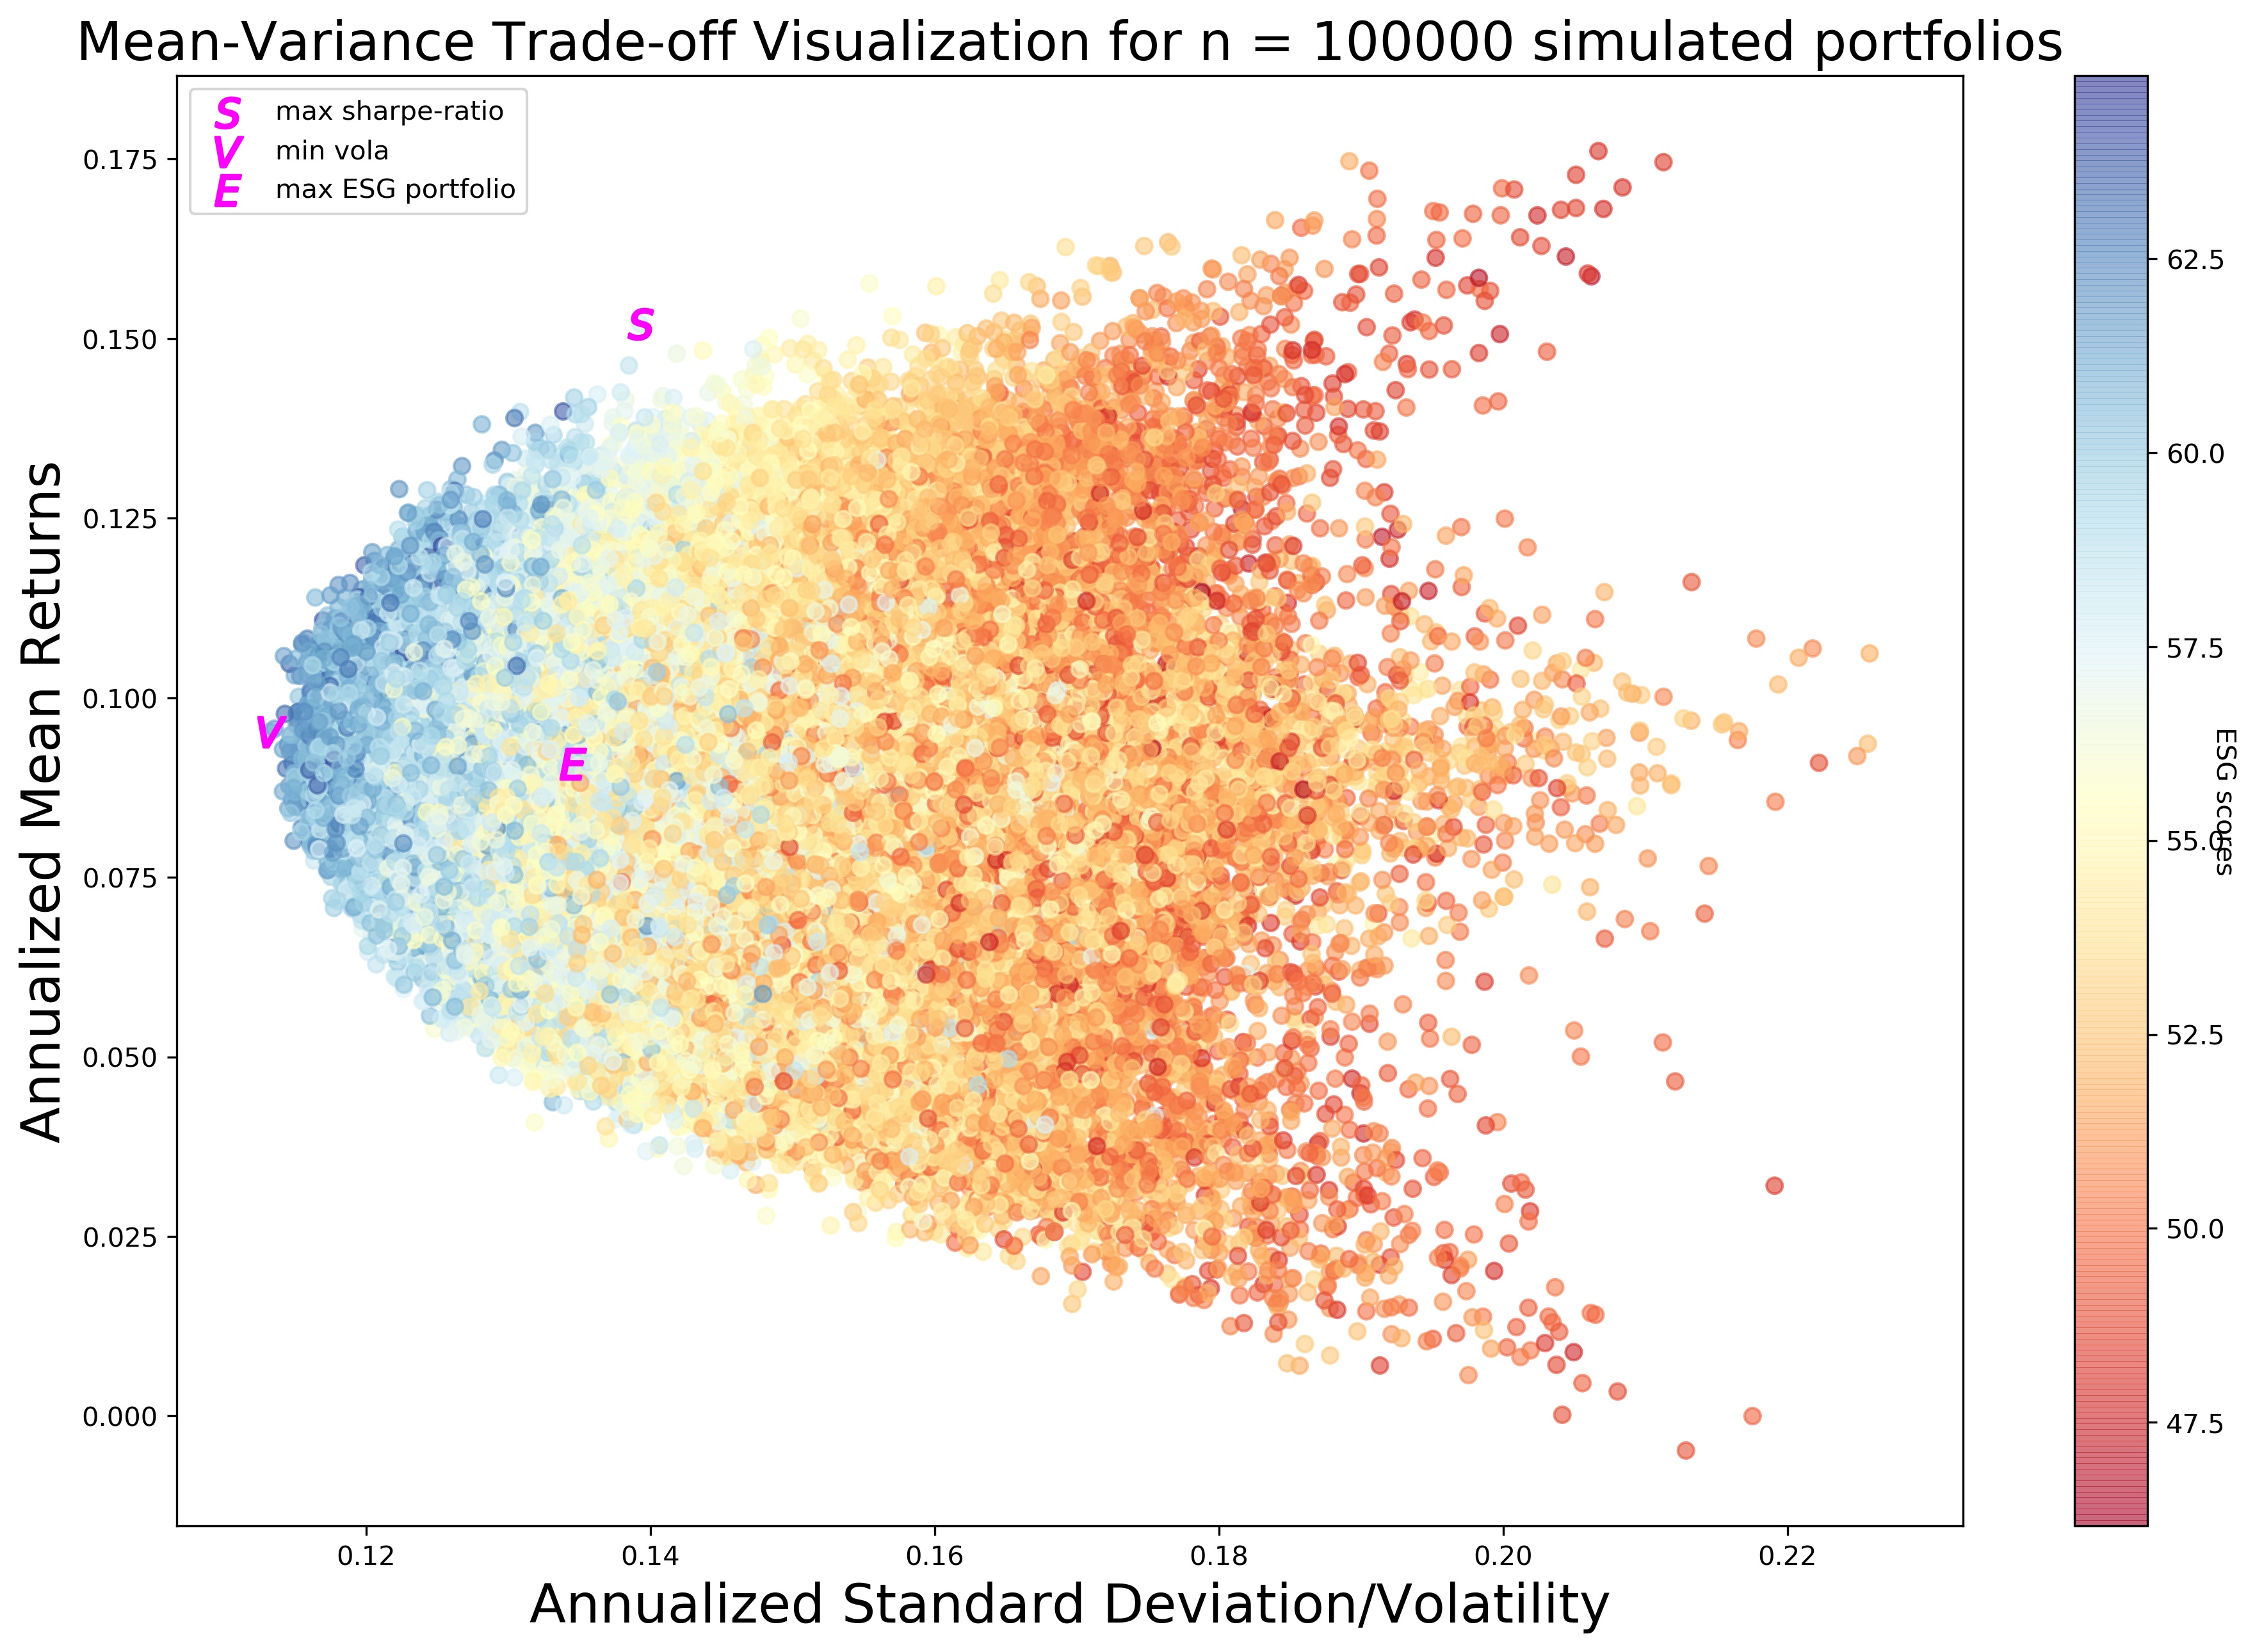 Mean-Variance Trade-off Visualization for n = 100000 simulated portfolios
S max sharpe-ratio
V min vola
E max ESG portfolio
Annualized Mean Returns
0.175
0.150
0.125
0.100
0.075
0.050
0.025
0.000
S
V
E
0.12 0.14 0.16 0.18 0.20 0.22
Annualized Standard Deviation/Volatility
62.5
60.0
57.5
55.0
52.5
50.0
47.5
ESG scores